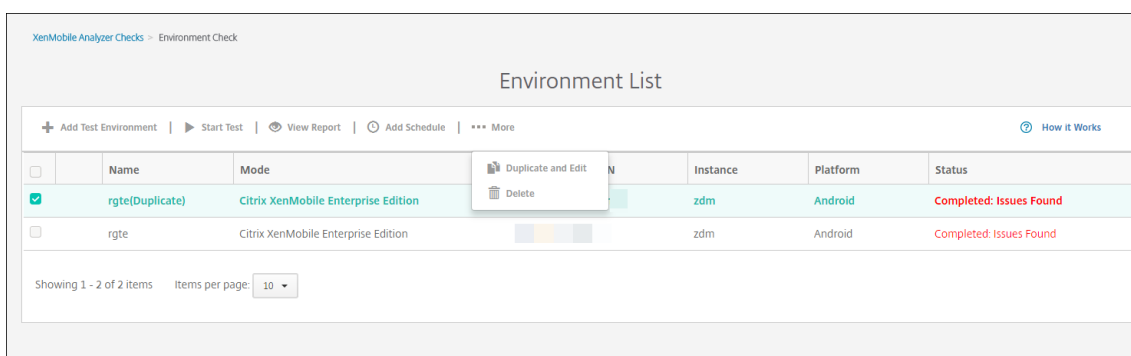 XenMobile Analyzer Checks > Environment Check
Environment List
Add Test Environment | Start Test | View Report | Add Schedule | More How it Works
Name Mode N Instance Platform Status
Duplicate and Edit
Delete
rgte(Duplicate) Citrix XenMobile Enterprise Edition zdm Android Completed: Issues Found
rgte Citrix XenMobile Enterprise Edition zdm Android Completed: Issues Found
Showing 1 - 2 of 2 items Items per page: 10